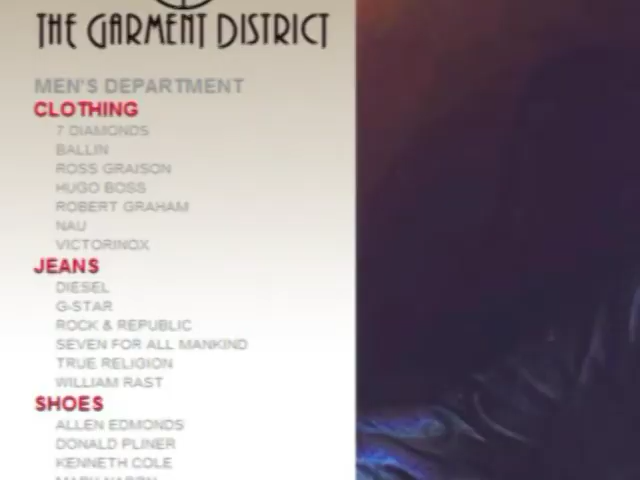 THE GARMENT DISTRICT
MEN'S DEPARTMENT
CLOTHING
7 DIAMONDS
BALLIN
ROSS GRAISON
HUGO BOSS
ROBERT GRAHAM
NAU
VICTORINOX
JEANS
DIESEL
G-STAR
ROCK & REPUBLIC
SEVEN FOR ALL MANKIND
TRUE RELIGION
WILLIAM RAST
SHOES
ALLEN EDMONDS
DONALD PLINER
KENNETH COLE